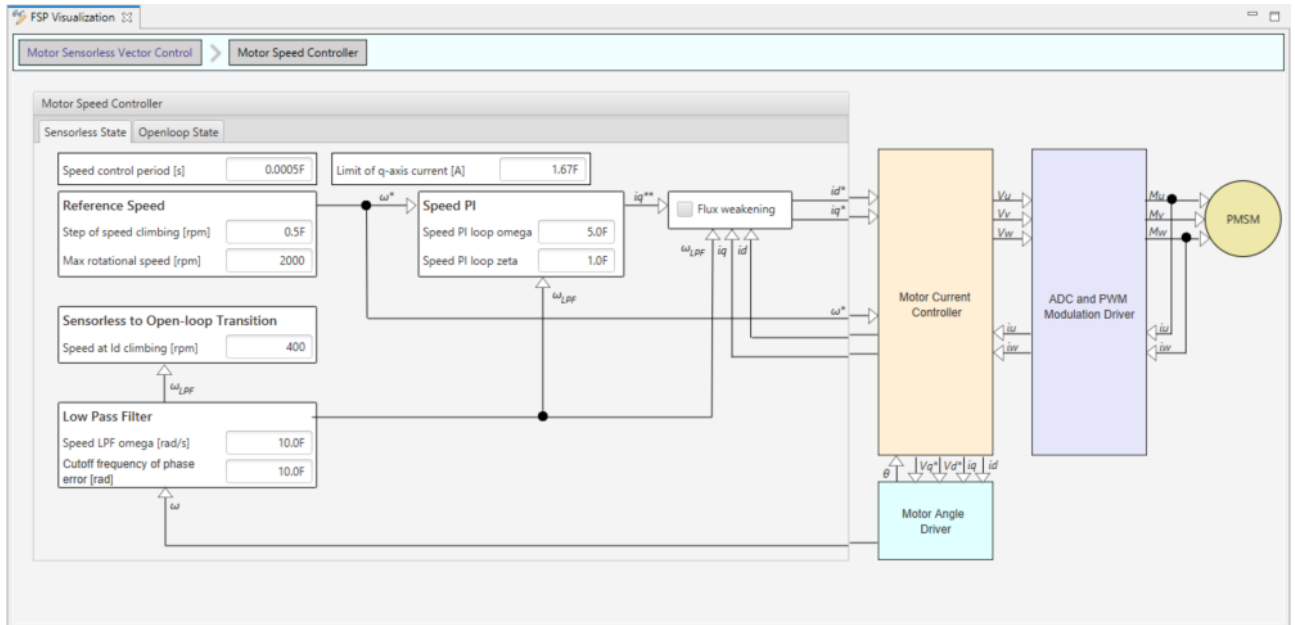 FSP Visualization
Motor Sensorless Vector Control
Motor Speed Controller
Motor Speed Controller
Sensorless State
Openloop State
Speed control period [s]
0.0005F
Limit of q-axis current [A]
1.67F
Reference Speed
Step of speed climbing [rpm]
0.5F
Max rotational speed [rpm]
2000
ω*
Speed PI
Speed PI loop omega
5.0F
Speed PI loop zeta
1.0F
iq**
Flux weakening
id*
iq*
ωLPF
iq
id
ωLPF
ω*
Sensorless to Open-loop Transition
Speed at Id climbing [rpm]
400
ωLPF
Low Pass Filter
Speed LPF omega [rad/s]
10.0F
Cutoff frequency of phase
error [rad]
10.0F
ω
Motor Current
Controller
Vu
Vv
Vw
iu
iw
ADC and PWM
Modulation Driver
Mu
Mv
Mw
iu
iw
PMSM
θ
Vq*
Vd*
iq
id
Motor Angle
Driver